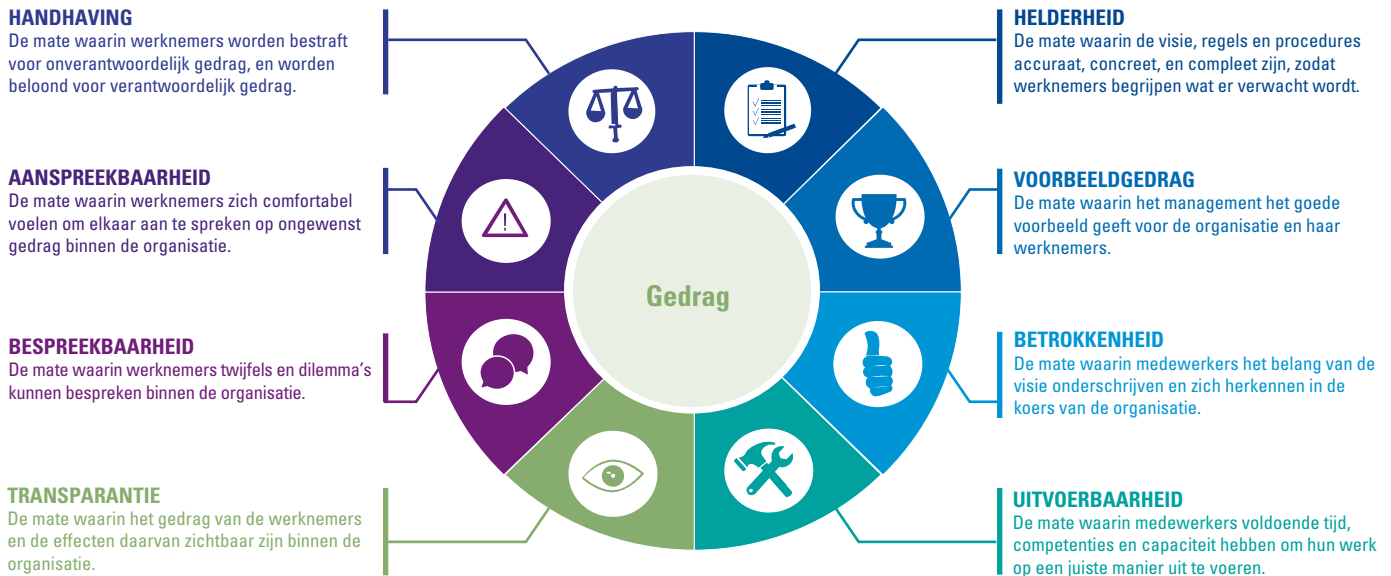 HANDHAVING
De mate waarin werknemers worden bestraft
voor onverantwoordelijk gedrag, en worden
beloond voor verantwoordelijk gedrag.
AANSPREEKBAARHEID
De mate waarin werknemers zich comfortabel
voelen om elkaar aan te spreken op ongewenst
gedrag binnen de organisatie.
BESPREEKBAARHEID
De mate waarin werknemers twijfels en dilemma's
kunnen bespreken binnen de organisatie.
TRANSPARANTIE
De mate waarin het gedrag van de werknemers
en de effecten daarvan zichtbaar zijn binnen de
organisatie.
Gedrag
HELDERHEID
De mate waarin de visie, regels en procedures
accuraat, concreet, en compleet zijn, zodat
werknemers begrijpen wat er verwacht wordt.
VOORBEELDGEDRAG
De mate waarin het management het goede
voorbeeld geeft voor de organisatie en haar
werknemers.
BETROKKENHEID
De mate waarin medewerkers het belang van de
visie onderschrijven en zich herkennen in de
koers van de organisatie.
UITVOERBAARHEID
De mate waarin medewerkers voldoende tijd,
competenties en capaciteit hebben om hun werk
op een juiste manier uit te voeren.